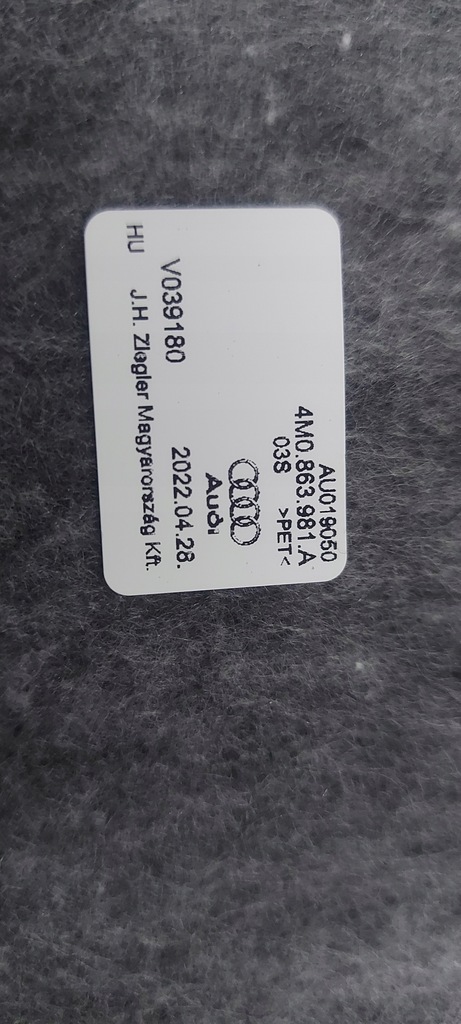 AU019050
4M0.863.981.A
03S >PET<
Audi
V039180 2022.04.28.
HU J.H. Ziegler Magyarország Kft.